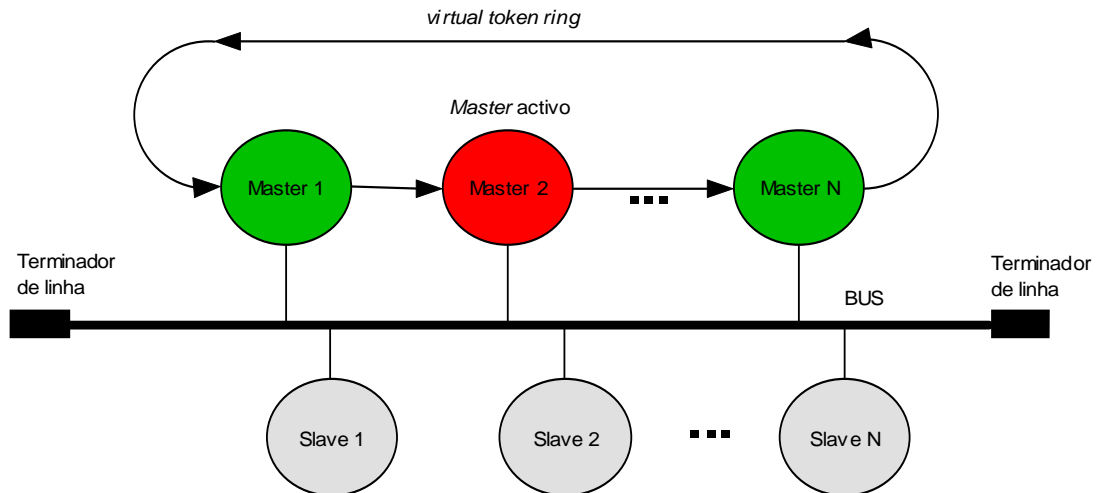 virtual token ring
Master activo
Master 1
Master 2
Master N
Terminador
de linha
BUS
Terminador
de linha
Slave 1
Slave 2
Slave N